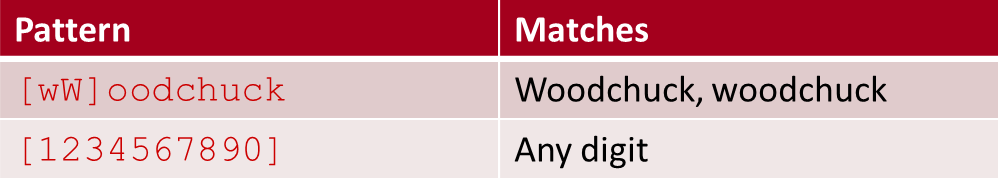 Pattern Matches
[wW]oodchuck Woodchuck, woodchuck
[1234567890] Any digit